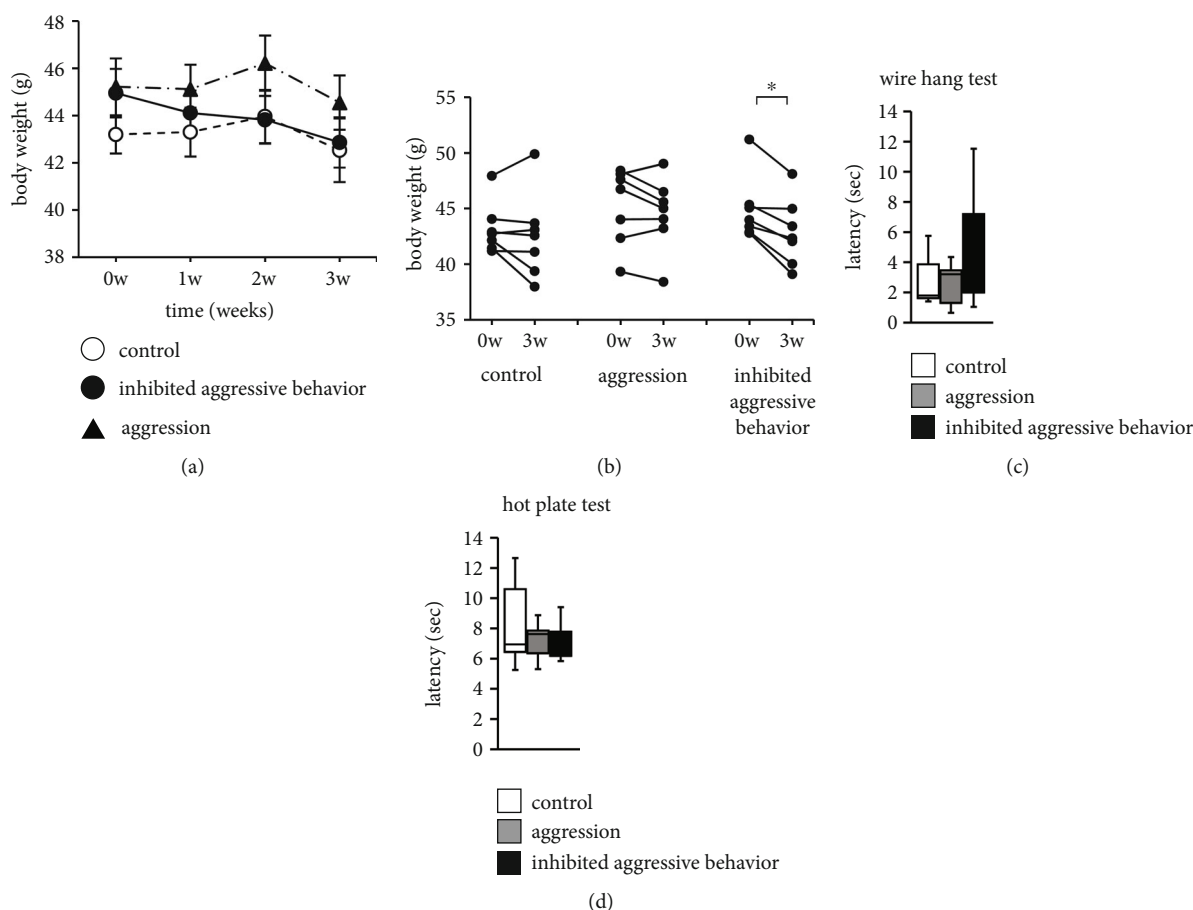 48
46
44
42
40
38
body weight (g)
0w 1w 2w 3w
time (weeks)
control
inhibited aggressive behavior
aggression
(a)
55
50
45
40
35
body weight (g)
*
0w 3w 0w 3w 0w 3w
control aggression inhibited
aggressive
behavior
(b)
wire hang test
14
12
10
8
6
4
2
0
latency (sec)
control
aggression
inhibited aggressive behavior
(c)
hot plate test
14
12
10
8
6
4
2
0
latency (sec)
control
aggression
inhibited aggressive behavior
(d)